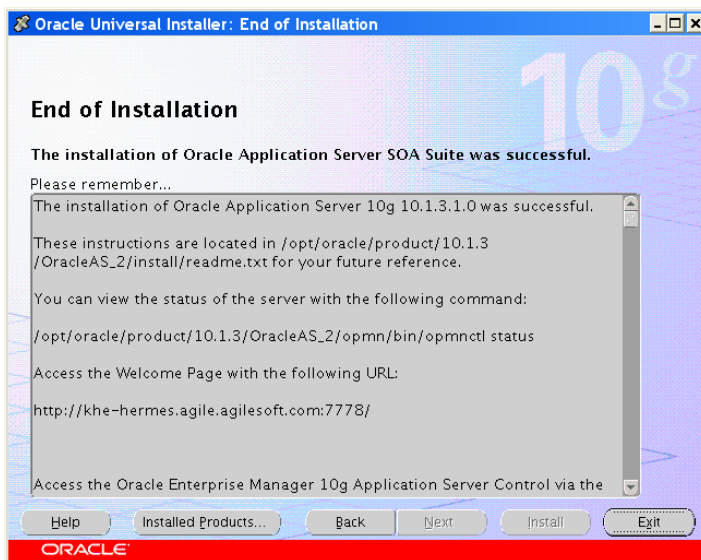 Oracle Universal Installer: End of Installation
10g
End of Installation
The installation of Oracle Application Server SOA Suite was successful.
Please remember...
The installation of Oracle Application Server 10g 10.1.3.1.0 was successful.
These instructions are located in /opt/oracle/product/10.1.3
/OracleAS_2/install/readme.txt for your future reference.
You can view the status of the server with the following command:
/opt/oracle/product/10.1.3/OracleAS_2/opmn/bin/opmnctl status
Access the Welcome Page with the following URL:
http://khe-hermes.agile.agilesoft.com:7778/
Access the Oracle Enterprise Manager 10g Application Server Control via the
Help Installed Products... Back Next Install Exit
ORACLE